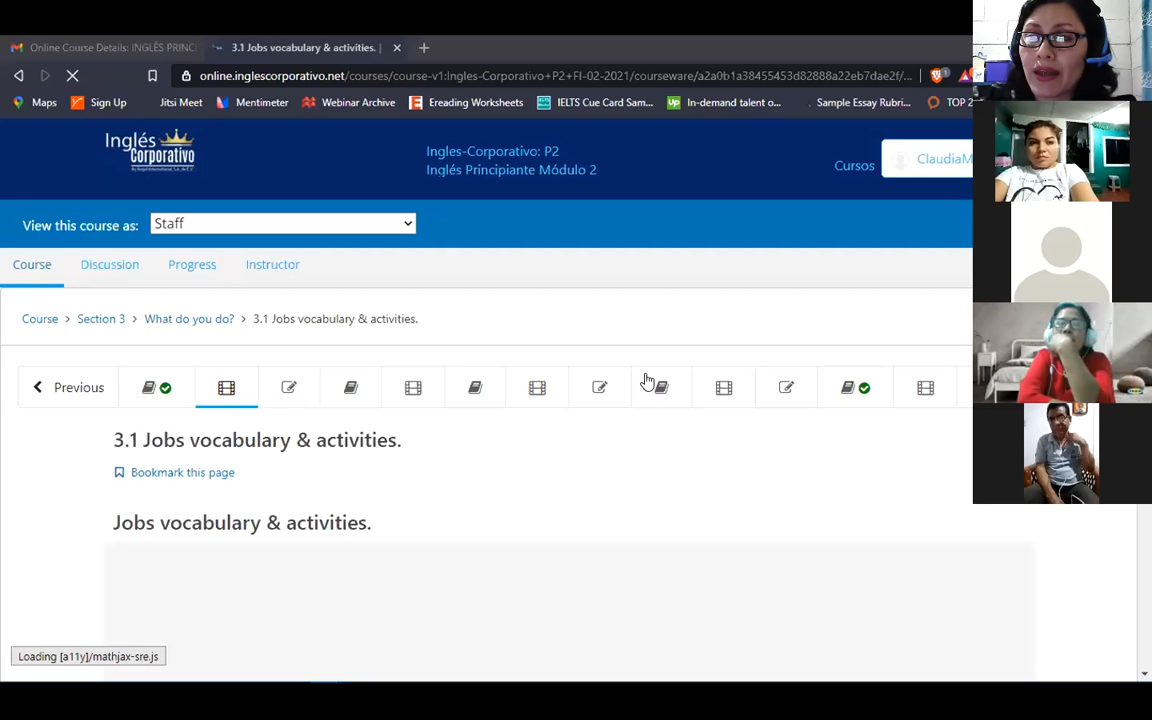 Online Course Details: INGLÉS PRINC
3.1 Jobs vocabulary & activities. |
online.inglescorporativo.net/courses/course-v1:Ingles-Corporativo+P2+FI-02-2021/courseware/a2a0b1a38455453d82888a22eb7dae2f/...
Maps Sign Up Jitsi Meet Mentimeter Webinar Archive Ereading Worksheets IELTS Cue Card Sam... In-demand talent o... Sample Essay Rubri... TOP 2
Inglés
Corporativo
Ingles-Corporativo: P2
Inglés Principiante Módulo 2
Cursos
ClaudiaM
View this course as: Staff
Course Discussion Progress Instructor
Course > Section 3 > What do you do? > 3.1 Jobs vocabulary & activities.
Previous
3.1 Jobs vocabulary & activities.
Bookmark this page
Jobs vocabulary & activities.
Loading [a11y]/mathjax-sre.js